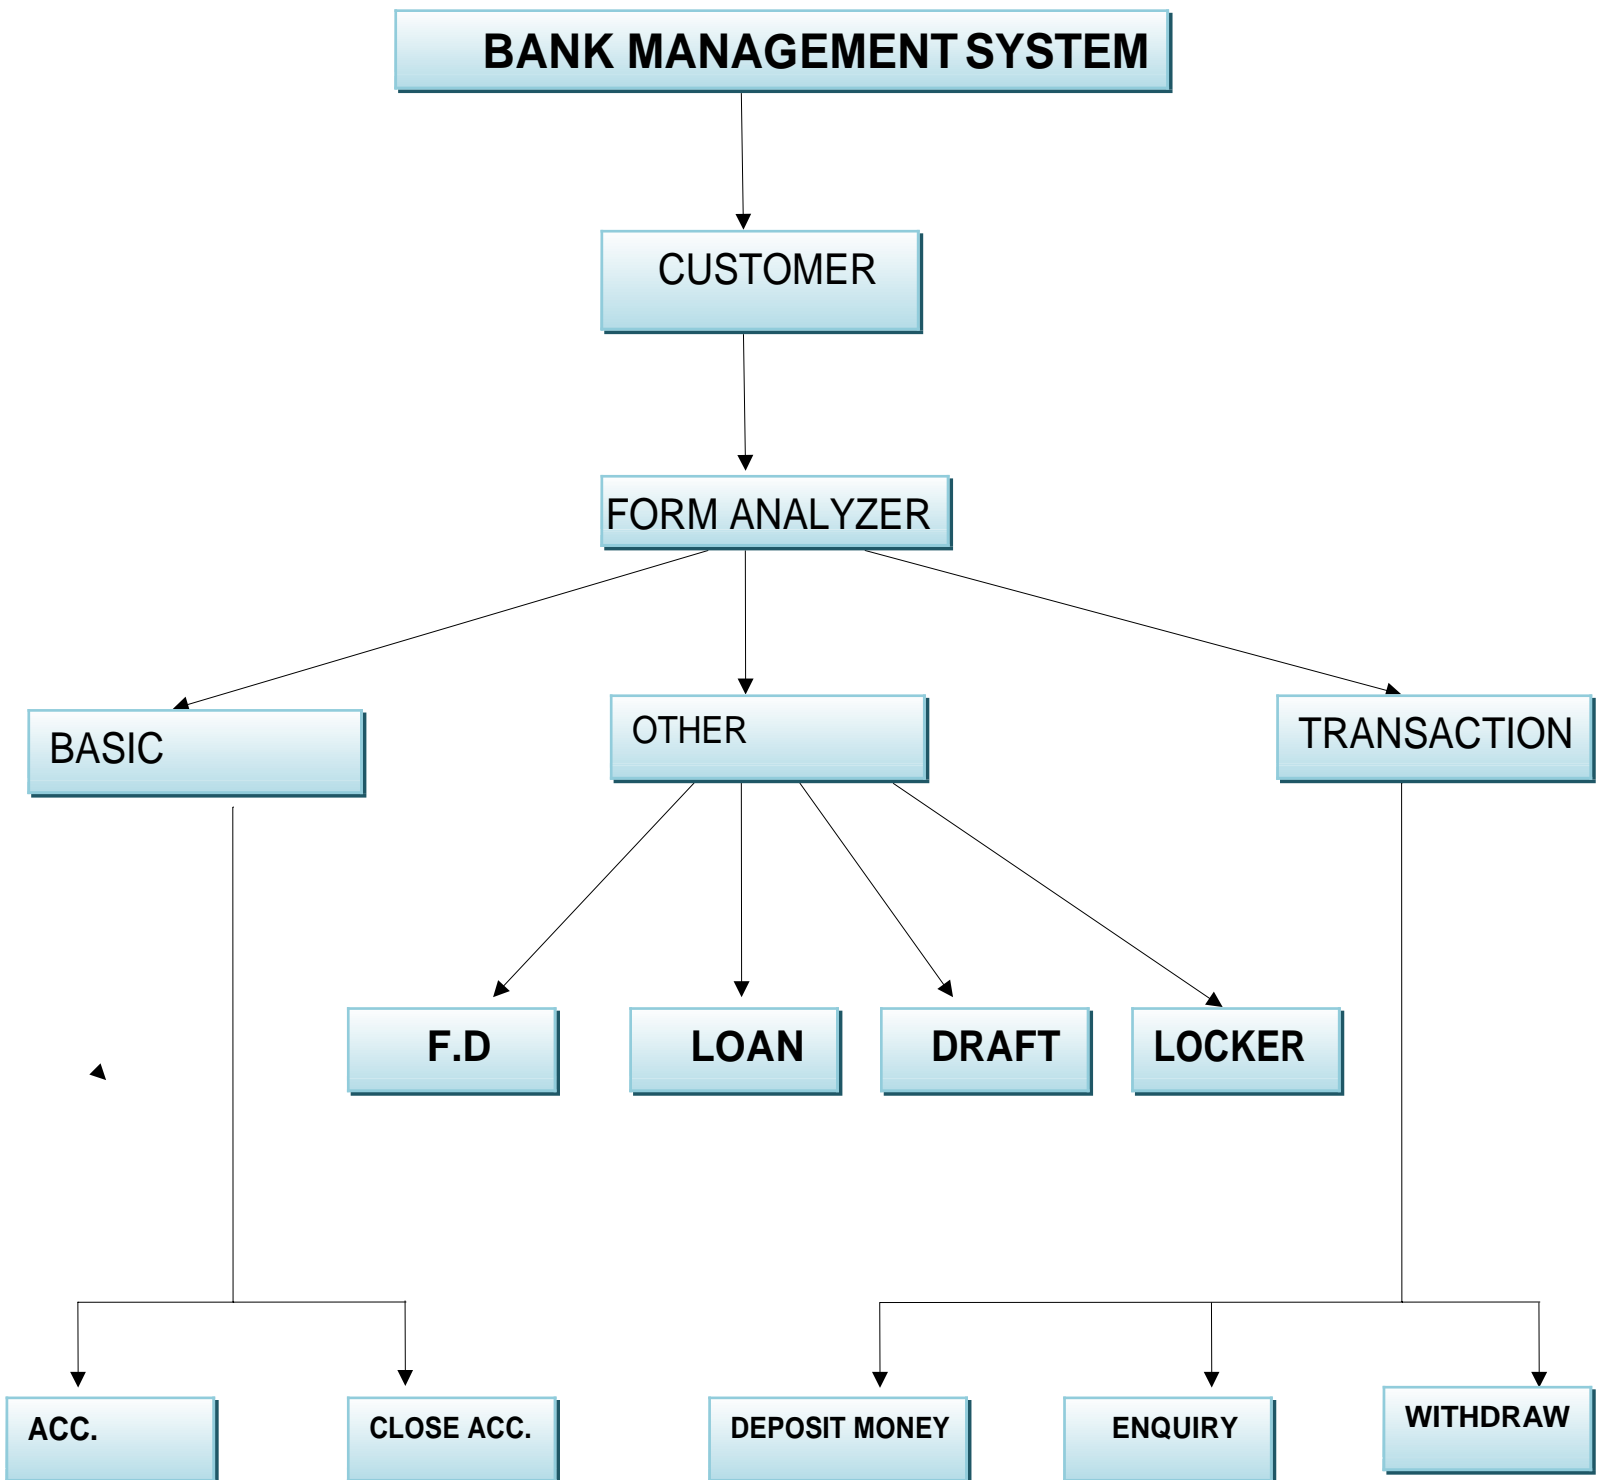 BANK MANAGEMENT SYSTEM
CUSTOMER
FORM ANALYZER
BASIC
OTHER
TRANSACTION
F.D
LOAN
DRAFT
LOCKER
ACC.
CLOSE ACC.
DEPOSIT MONEY
ENQUIRY
WITHDRAW